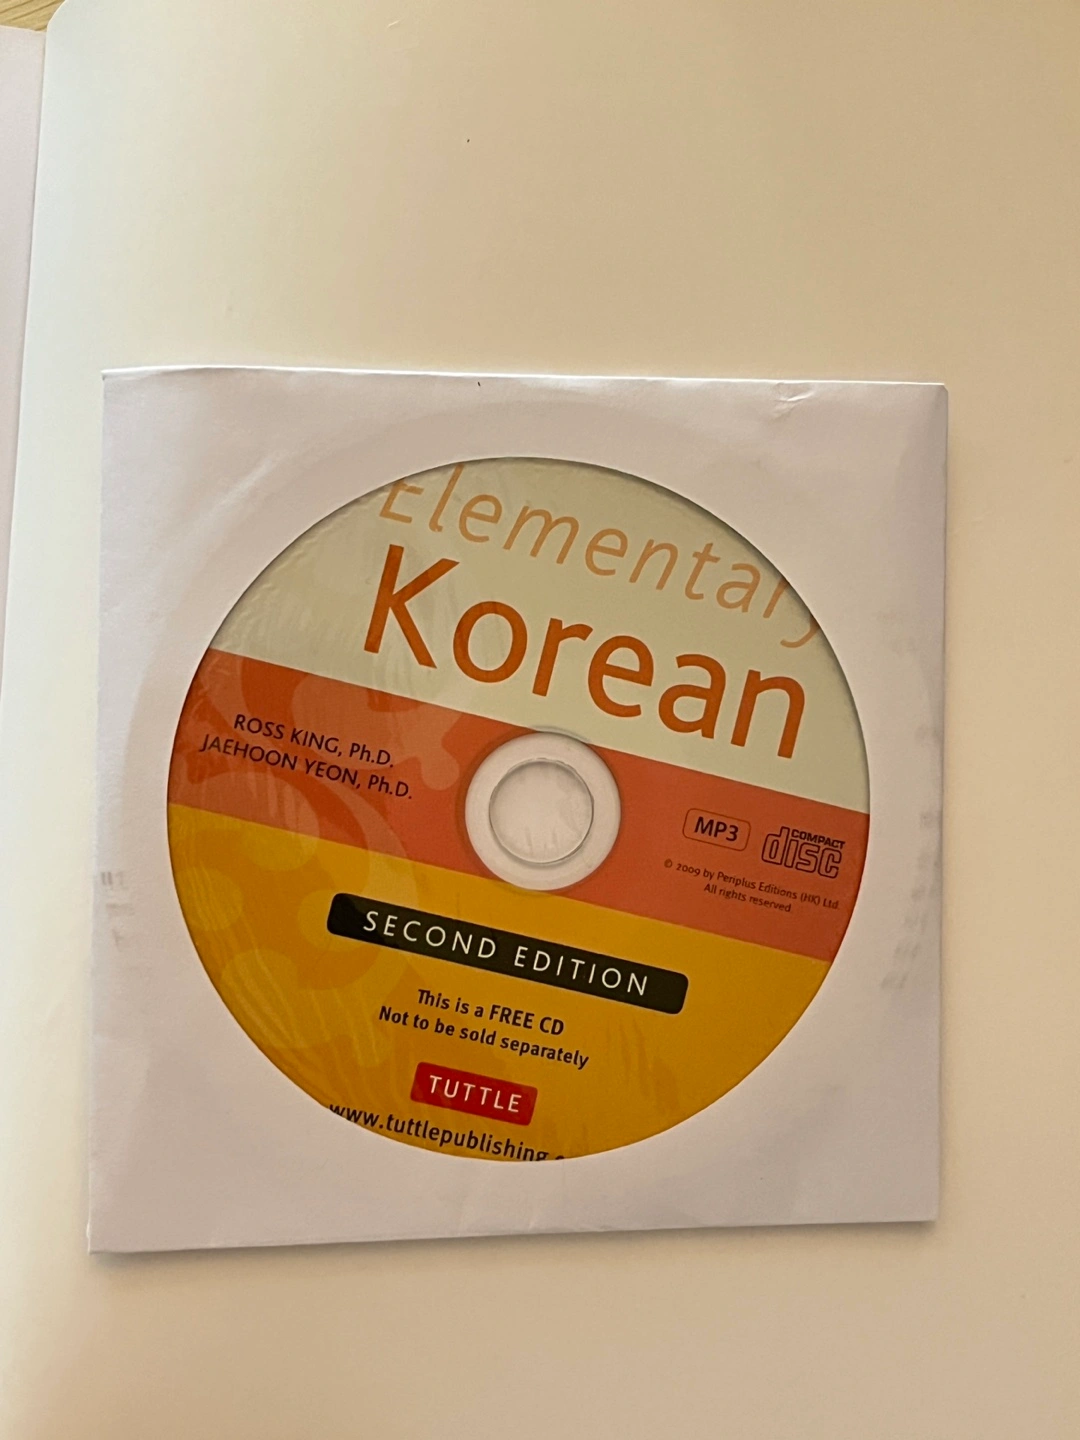 Elementary
Korean
ROSS KING, Ph.D.
JAEHOON YEON, Ph.D.
MP3
COMPACT
disc
© 2009 by Periplus Editions (HK) Ltd.
All rights reserved.
SECOND EDITION
This is a FREE CD
Not to be sold separately
TUTTLE
www.tuttlepublishing.c